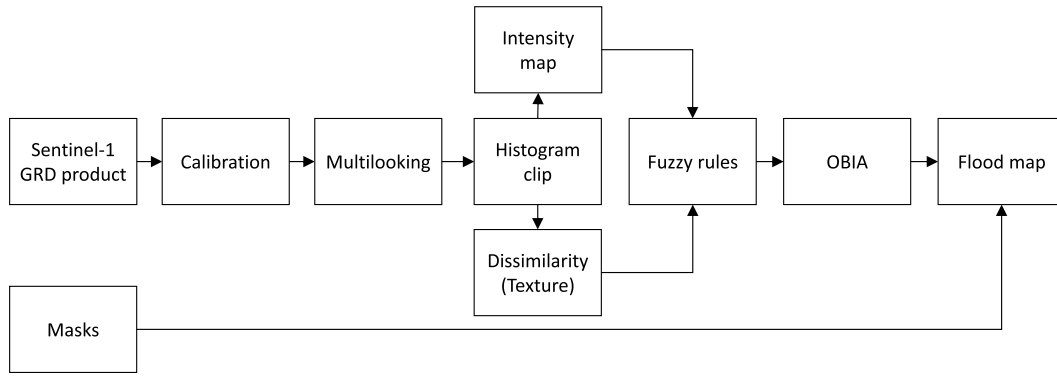 Intensity
map
Sentinel-1
GRD product
Calibration
Multilooking
Histogram
clip
Fuzzy rules
OBIA
Flood map
Dissimilarity
(Texture)
Masks